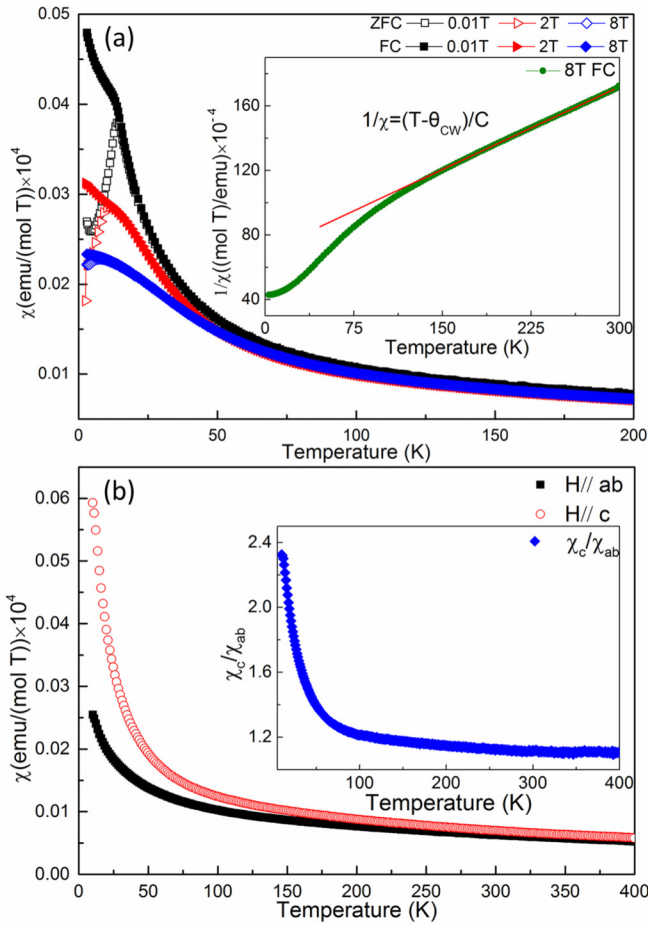 (a)
ZFC 0.01T 2T 8T
FC 0.01T 2T 8T
χ(emu/(mol T))×10⁴
0.05
0.04
0.03
0.02
0.01
0 25 50 75 100 125 150 175 200
Temperature (K)
8T FC
1/χ=(T-θCW)/C
1/χ((mol T)/emu)×10⁻⁴
160
120
80
40
0 75 150 225 300
Temperature (K)
(b)
H// ab
H// c
χc/χab
χ(emu/(mol T))×10⁴
0.06
0.05
0.04
0.03
0.02
0.01
0.00
0 50 100 150 200 250 300 350 400
Temperature (K)
χc/χab
2.4
2.0
1.6
1.2
100 200 300 400
Temperature (K)